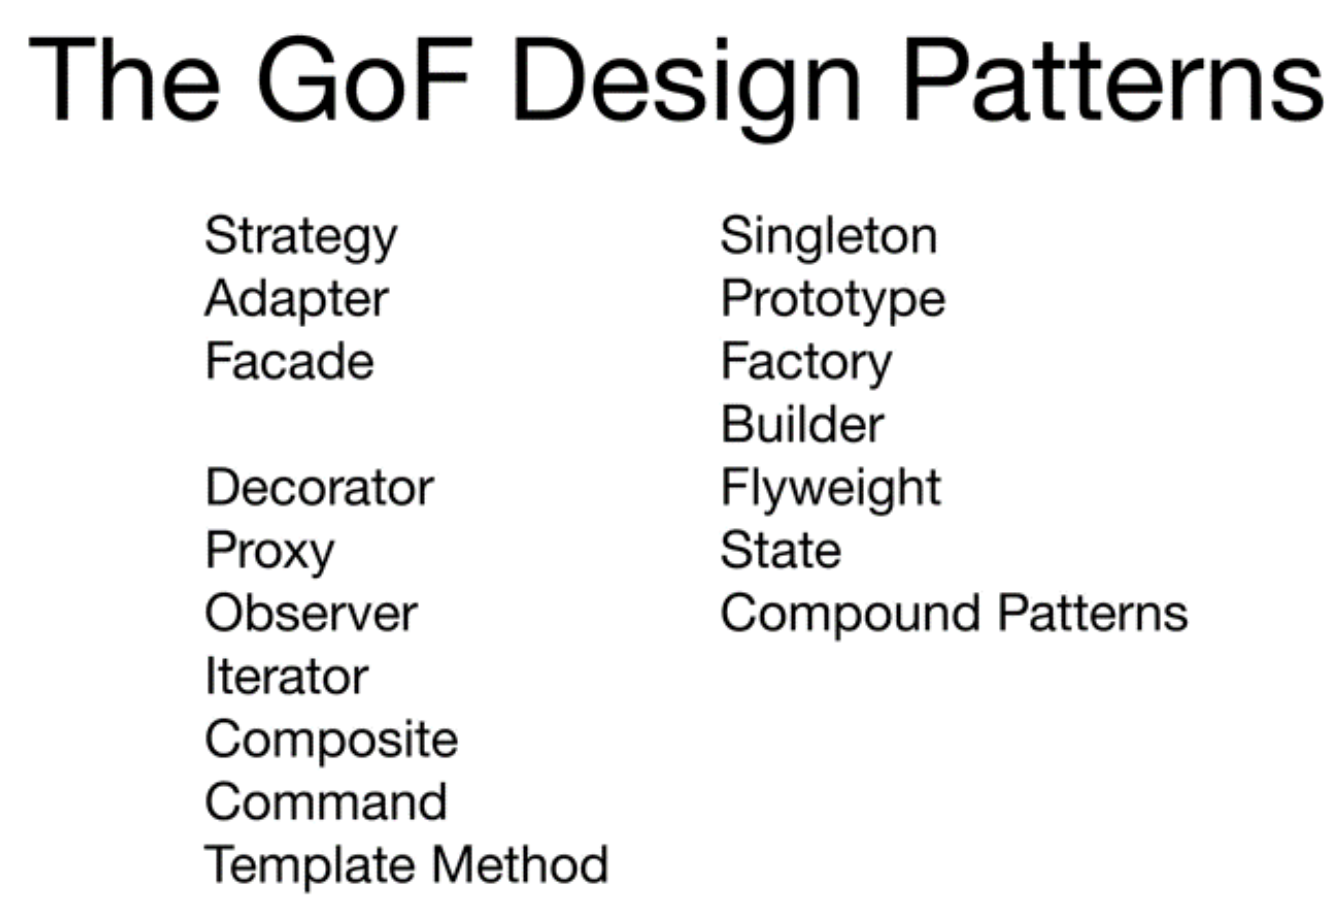 The GoF Design Patterns
Strategy
Adapter
Facade
Decorator
Proxy
Observer
Iterator
Composite
Command
Template Method
Singleton
Prototype
Factory
Builder
Flyweight
State
Compound Patterns